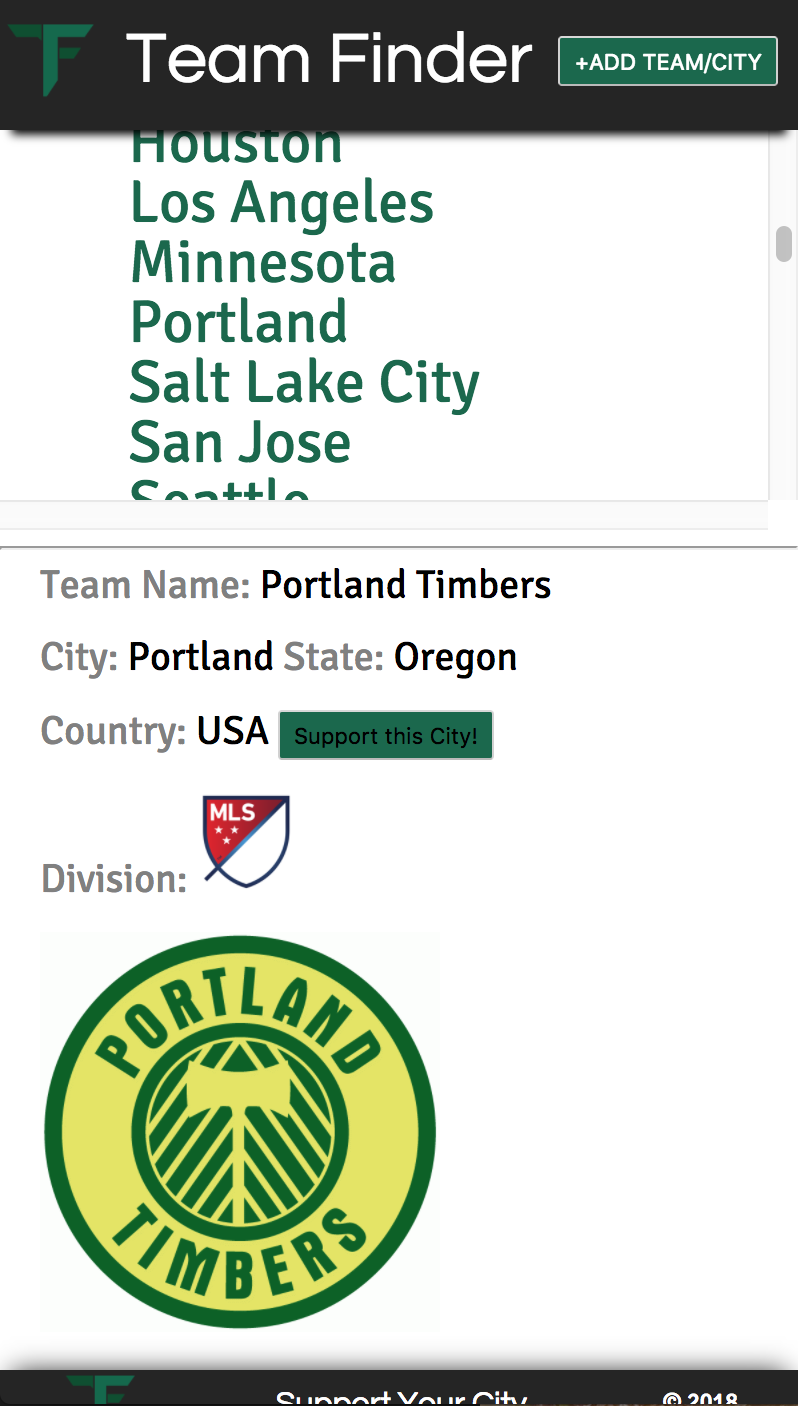 Team Finder
+ADD TEAM/CITY
Houston
Los Angeles
Minnesota
Portland
Salt Lake City
San Jose
Seattle
Team Name: Portland Timbers
City: Portland State: Oregon
Country: USA Support this City!
MLS
Division:
PORTLAND
TIMBERS
Support Your City
© 2018